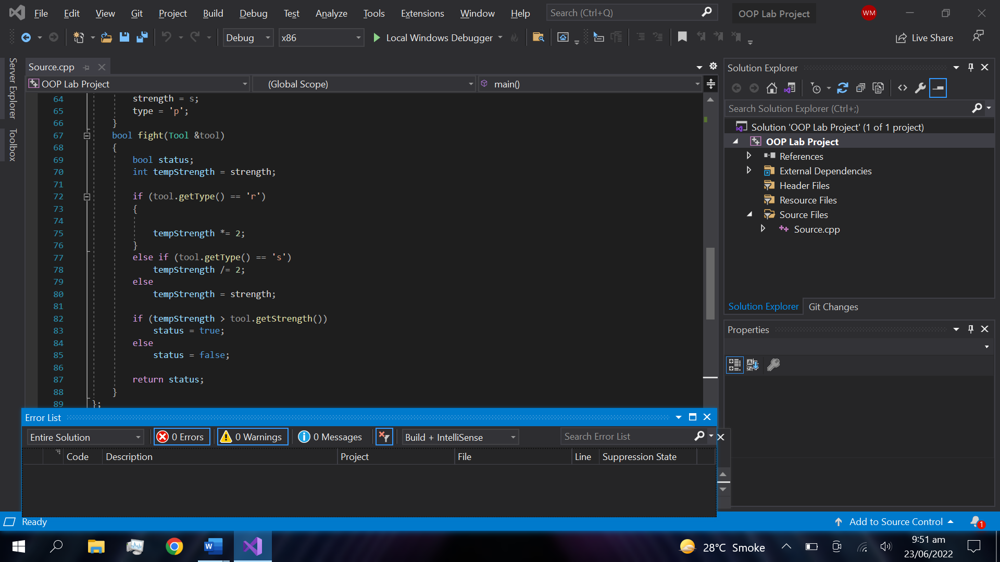 File Edit View Git Project Build Debug Test Analyze Tools Extensions Window Help Search (Ctrl+Q) OOP Lab Project WM
Debug x86 Local Windows Debugger Live Share
Server Explorer
Toolbox
Source.cpp
OOP Lab Project (Global Scope) main()
64 strength = s;
65 type = 'p';
66 }
67 bool fight(Tool &tool)
68 {
69 bool status;
70 int tempStrength = strength;
71
72 if (tool.getType() == 'r')
73 {
74
75 tempStrength *= 2;
76 }
77 else if (tool.getType() == 's')
78 tempStrength /= 2;
79 else
80 tempStrength = strength;
81
82 if (tempStrength > tool.getStrength())
83 status = true;
84 else
85 status = false;
86
87 return status;
88 }
89 };
Solution Explorer
Search Solution Explorer (Ctrl+;)
Solution 'OOP Lab Project' (1 of 1 project)
OOP Lab Project
References
External Dependencies
Header Files
Resource Files
Source Files
Source.cpp
Solution Explorer Git Changes
Properties
Error List
Entire Solution 0 Errors 0 Warnings 0 Messages Build + IntelliSense Search Error List
Code Description Project File Line Suppression State
Ready Add to Source Control 1
28°C Smoke 9:51 am
23/06/2022